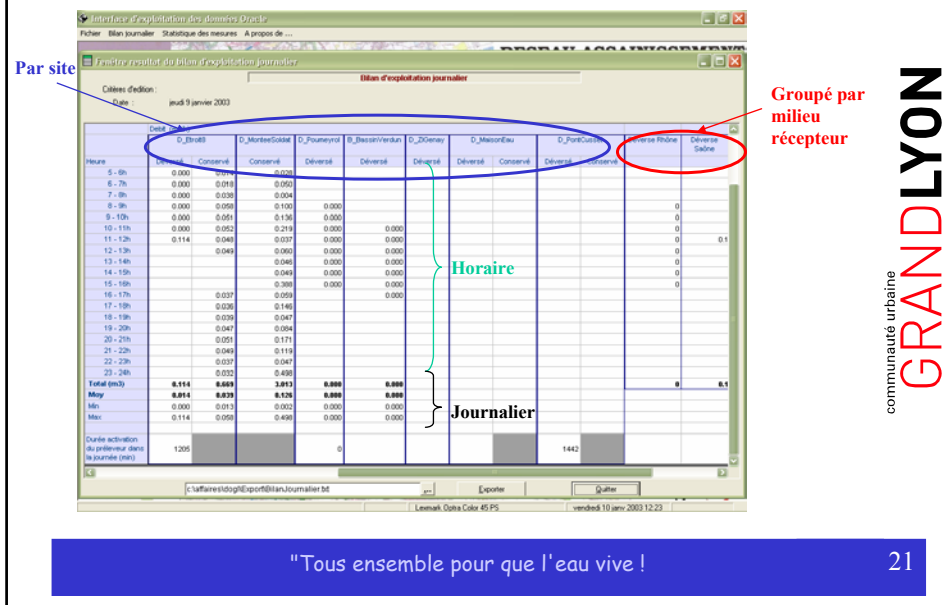 Interface d'exploitation des données Oracle
Fichier Bilan journalier Statistique des mesures A propos de ...
RESEAU ASSAINISSEMENT
Fenêtre resultat du bilan d'exploitation journalier
Par site
Bilan d'exploitation journalier
Critères d'edition :
Date : jeudi 9 janvier 2003
Groupé par
milieu
récepteur
Débit
D_MonteeSoldat D_Pouneyrol B_BassinVerdun D_ZIGenay D_MaisonEau D_PontCusset Déverse Rhône Déverse
Saône
Heure Déversé Conservé Conservé Déversé Déversé Déversé Déversé Conservé Déversé Conservé
5 - 6h 0.000 0.014 0.028
6 - 7h 0.000 0.018 0.050
7 - 8h 0.000 0.038 0.004
8 - 9h 0.000 0.058 0.100 0.000 0
9 - 10h 0.000 0.051 0.136 0.000 0
10 - 11h 0.000 0.052 0.219 0.000 0.000 0
11 - 12h 0.114 0.048 0.037 0.000 0.000 0 0.1
12 - 13h 0.049 0.060 0.000 0.000 0
13 - 14h 0.046 0.000 0.000 0
14 - 15h 0.049 0.000 0.000 0
15 - 16h 0.388 0.000 0.000 0
16 - 17h 0.037 0.059 0.000
17 - 18h 0.036 0.146
18 - 19h 0.039 0.047
19 - 20h 0.047 0.084
20 - 21h 0.051 0.171
21 - 22h 0.049 0.119
22 - 23h 0.037 0.047
23 - 24h 0.032 0.498
Horaire
Total (m3) 0.114 0.669 3.013 0.000 0.000 0 0.1
Moy 0.014 0.039 0.126 0.000 0.000
Min 0.000 0.013 0.002 0.000 0.000
Max 0.114 0.058 0.498 0.000 0.000
Journalier
Durée activation
du préleveur dans
la journée (min)
1205 0 1442
c:\affaires\dogl\Export\BilanJournalier.txt ... Exporter Quitter
Lexmark Optra Color 45 PS vendredi 10 janv 2003 12:23
communauté urbaine
GRANDLYON
"Tous ensemble pour que l'eau vive !
21